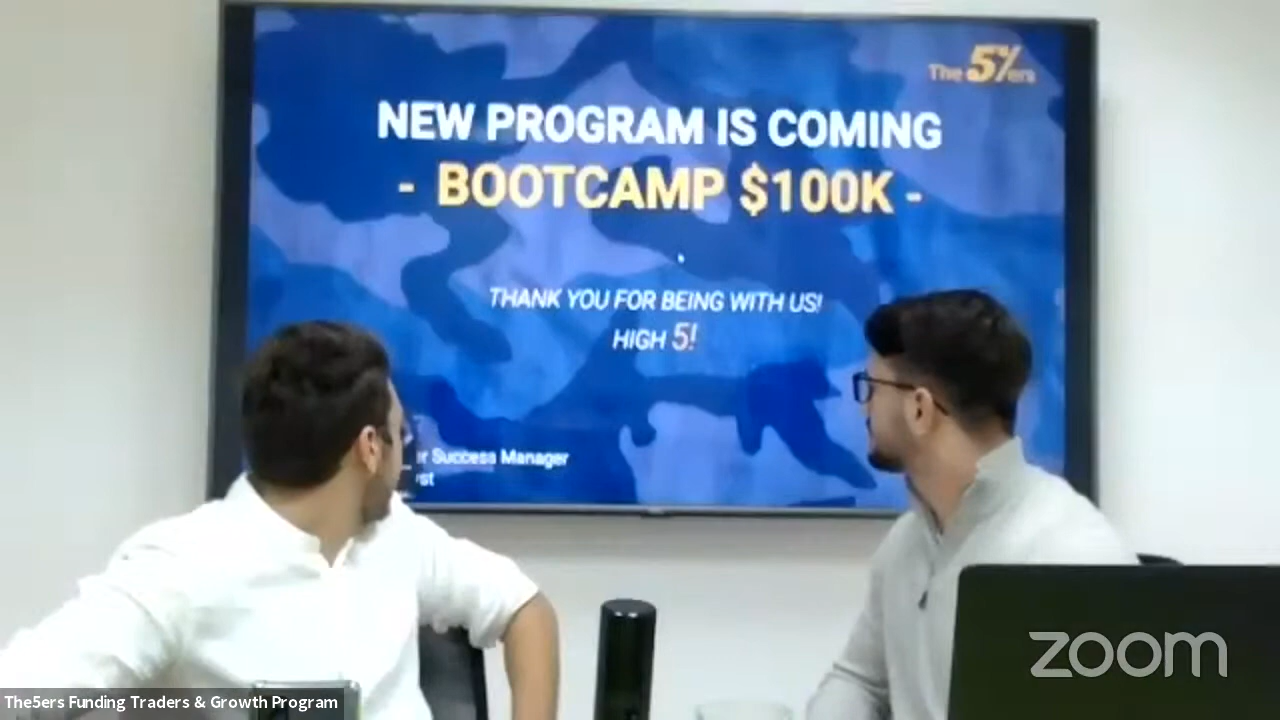 The 5%ers
NEW PROGRAM IS COMING
- BOOTCAMP $100K -
THANK YOU FOR BEING WITH US!
HIGH 5!
r Success Manager
st
zoom
The5ers Funding Traders & Growth Program